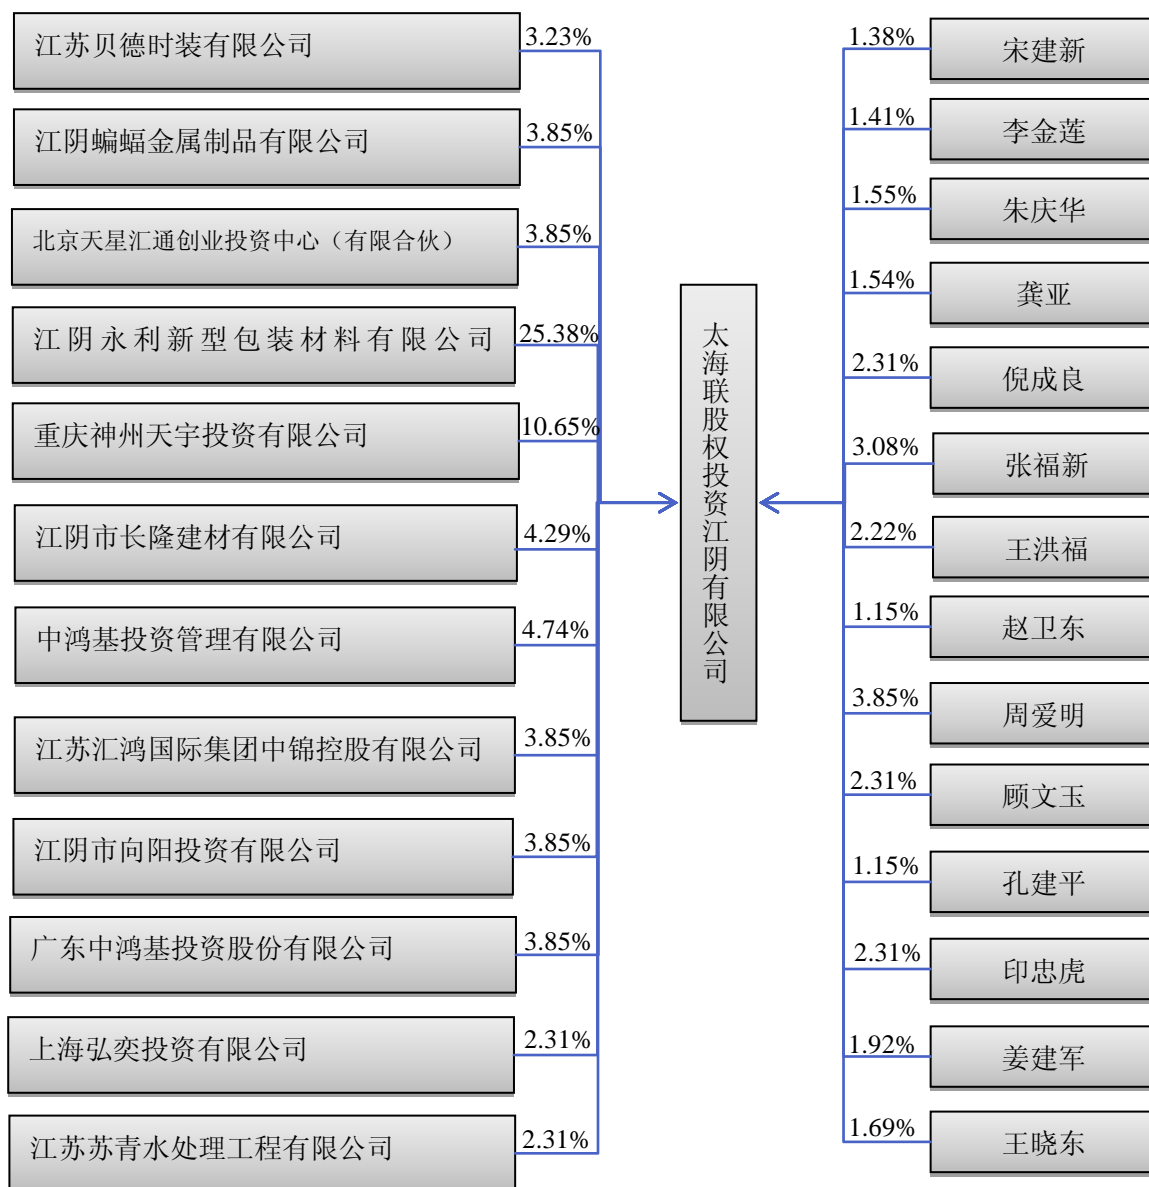 江苏贝德时装有限公司
3.23%
江阴蝙蝠金属制品有限公司
3.85%
北京天星汇通创业投资中心（有限合伙）
3.85%
江阴永利新型包装材料有限公司
25.38%
重庆神州天宇投资有限公司
10.65%
江阴市长隆建材有限公司
4.29%
中鸿基投资管理有限公司
4.74%
江苏汇鸿国际集团中锦控股有限公司
3.85%
江阴市向阳投资有限公司
3.85%
广东中鸿基投资股份有限公司
3.85%
上海弘奕投资有限公司
2.31%
江苏苏青水处理工程有限公司
2.31%
太海联股权投资江阴有限公司
1.38%
宋建新
1.41%
李金莲
1.55%
朱庆华
1.54%
龚亚
2.31%
倪成良
3.08%
张福新
2.22%
王洪福
1.15%
赵卫东
3.85%
周爱明
2.31%
顾文玉
1.15%
孔建平
2.31%
印忠虎
1.92%
姜建军
1.69%
王晓东